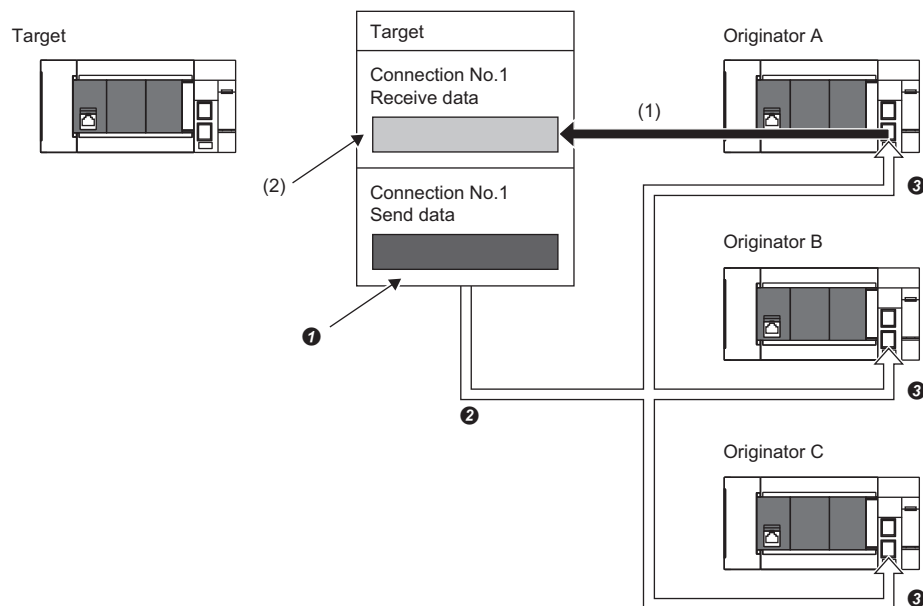 Target
Target
Connection No.1
Receive data
(2)
Connection No.1
Send data
❶
❷
Originator A
(1)
❸
Originator B
❸
Originator C
❸